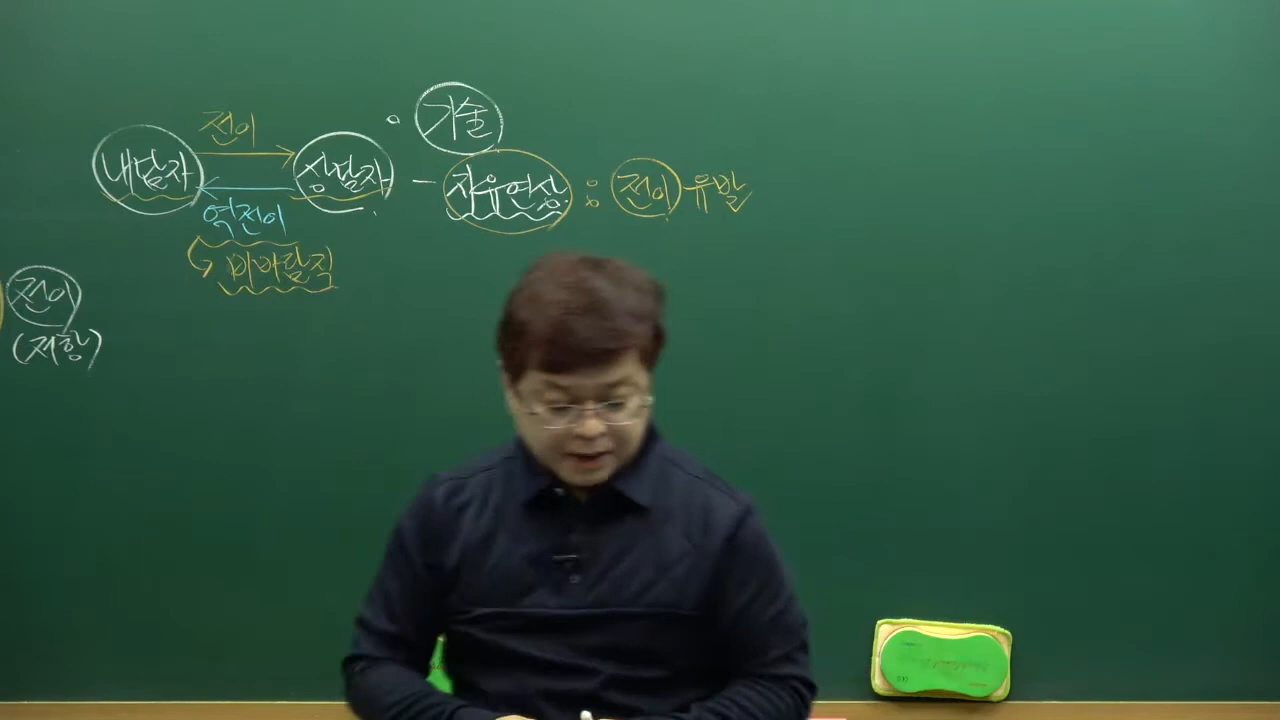 전이
내담자 상담자
역전이
바바람직
• 기술
- 자유연상 : 전이 유발
전이
(저항)